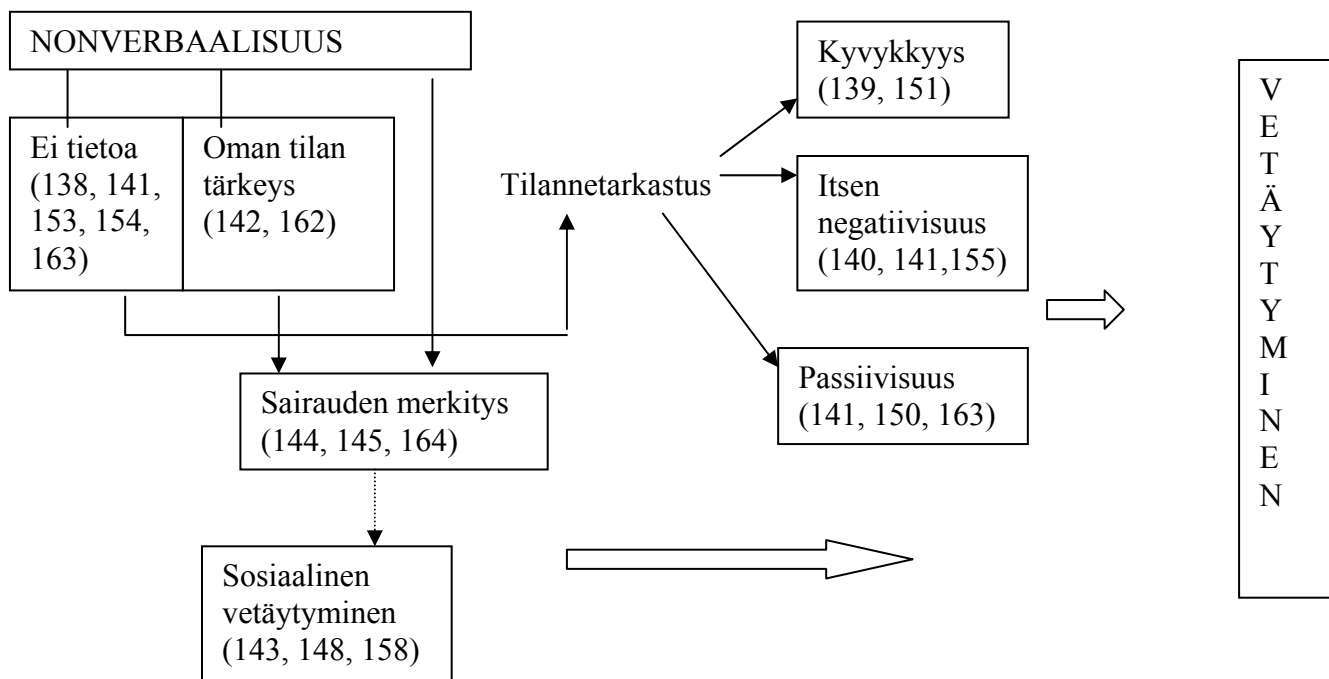 NONVERBAALISUUS
Ei tietoa
(138, 141,
153, 154,
163)
Oman tilan
tärkeys
(142, 162)
Tilannetarkastus
Kyvykkyys
(139, 151)
Itsen
negatiivisuus
(140, 141,155)
Passiivisuus
(141, 150, 163)
Sairauden merkitys
(144, 145, 164)
Sosiaalinen
vetäytyminen
(143, 148, 158)
V
E
T
Ä
Y
T
Y
M
I
N
E
N